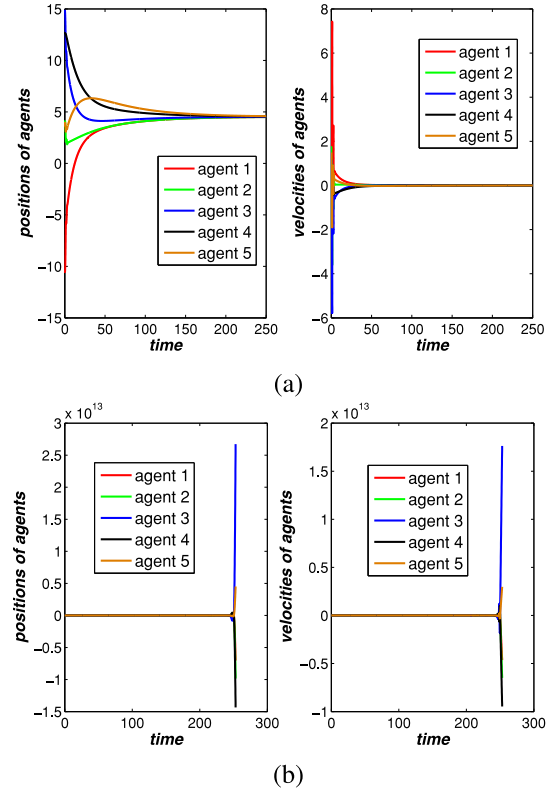 positions of agents
15
10
5
0
−5
−10
−15
0 50 100 150 200 250
time
agent 1
agent 2
agent 3
agent 4
agent 5
velocities of agents
8
6
4
2
0
−2
−4
−6
0 50 100 150 200 250
time
agent 1
agent 2
agent 3
agent 4
agent 5
(a)
x 10^13
positions of agents
3
2.5
2
1.5
1
0.5
0
−0.5
−1
−1.5
0 100 200 300
time
agent 1
agent 2
agent 3
agent 4
agent 5
x 10^13
velocities of agents
2
1.5
1
0.5
0
−0.5
−1
0 100 200 300
time
agent 1
agent 2
agent 3
agent 4
agent 5
(b)